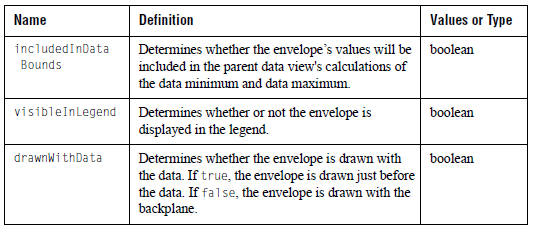 Name Definition Values or Type
includedInData Determines whether the envelope's values will be boolean
Bounds included in the parent data view's calculations of
the data minimum and data maximum.
visibleInLegend Determines whether or not the envelope is boolean
displayed in the legend.
drawnWithData Determines whether the envelope is drawn with boolean
the data. If true, the envelope is drawn just before
the data. If false, the envelope is drawn with the
backplane.